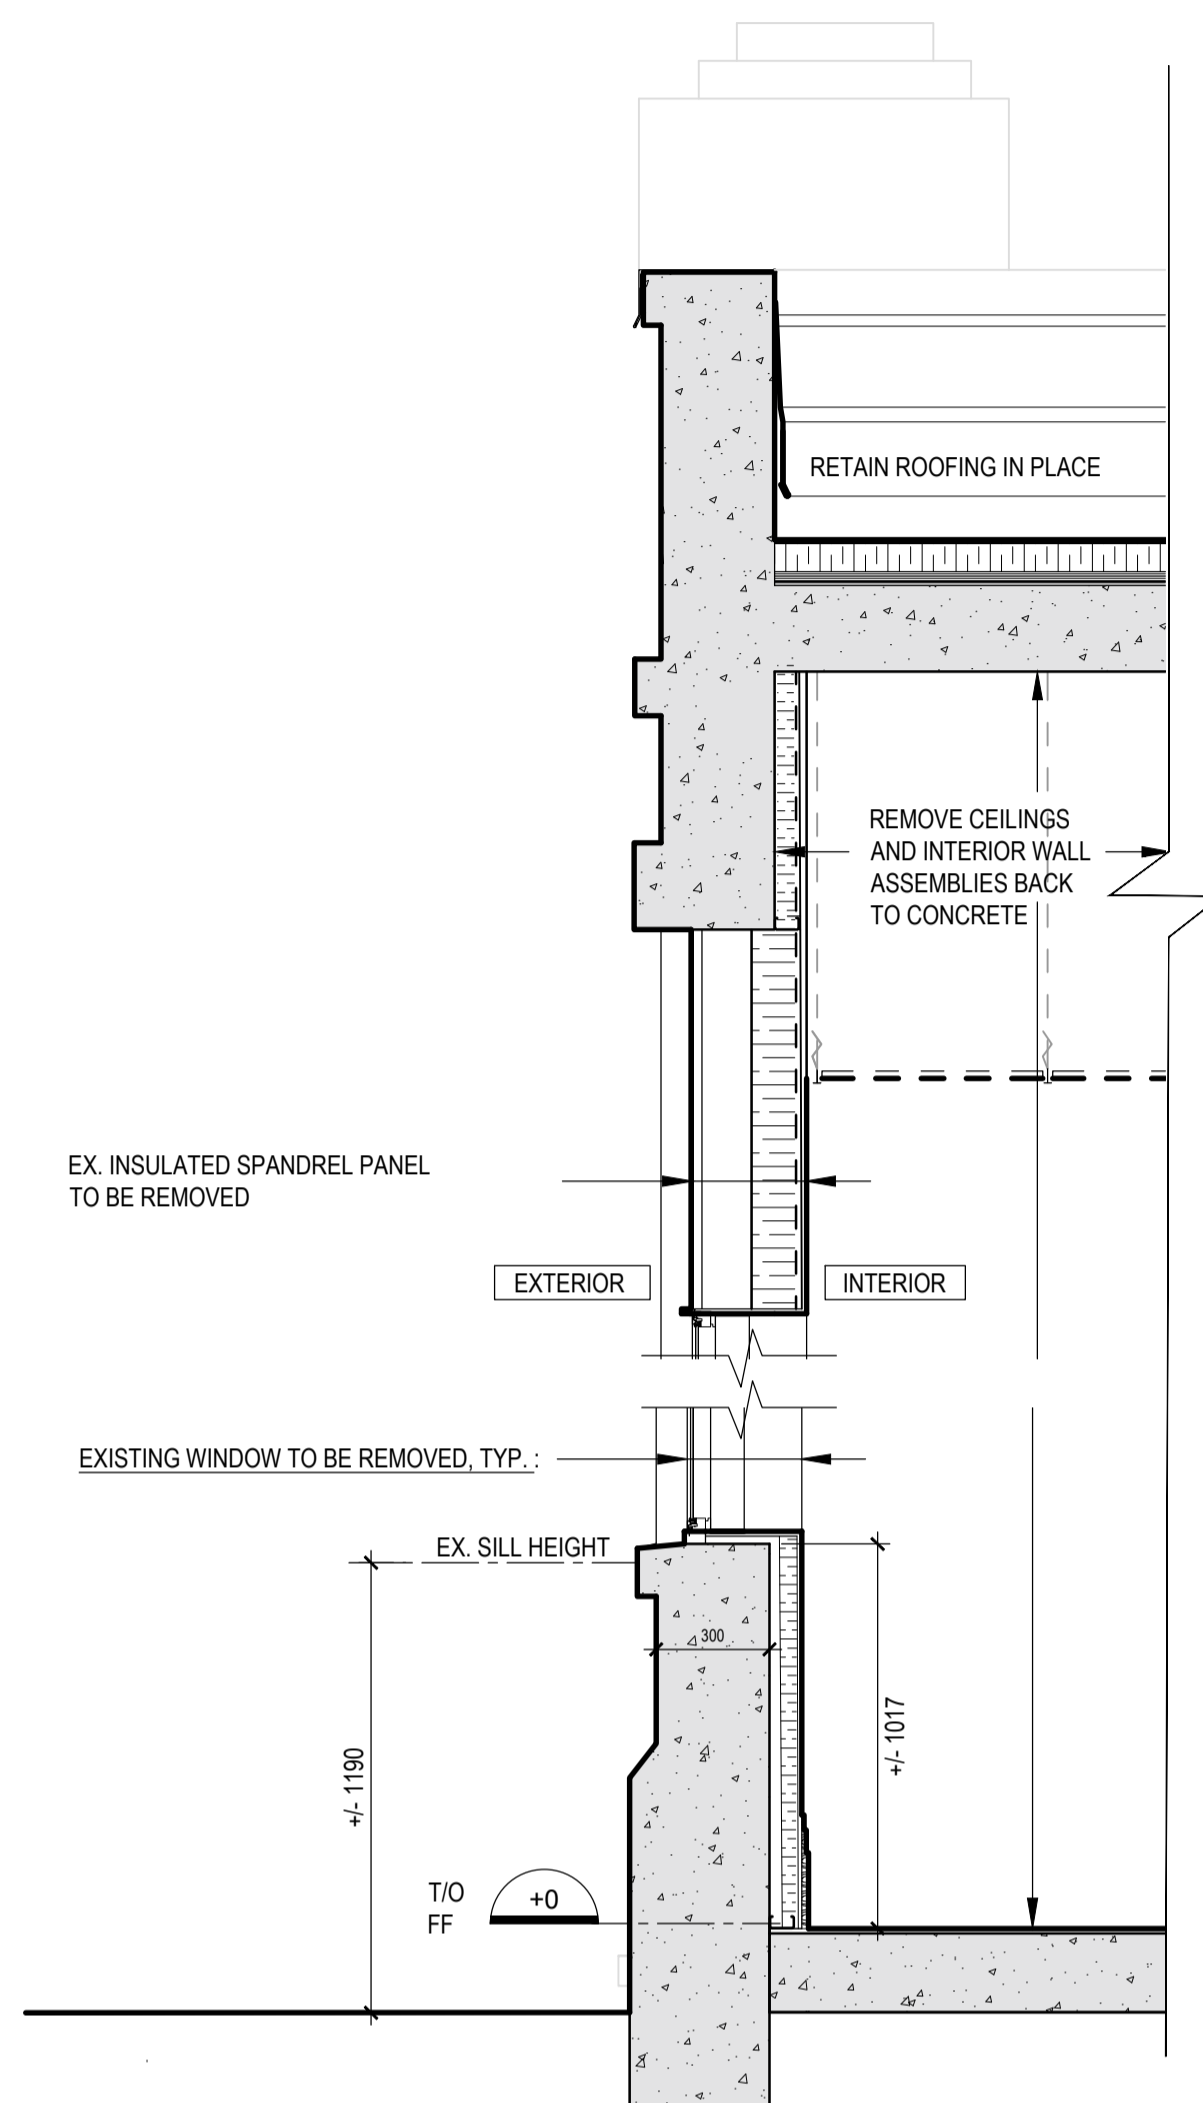 RETAIN ROOFING IN PLACE
REMOVE CEILINGS
AND INTERIOR WALL
ASSEMBLIES BACK
TO CONCRETE
EX. INSULATED SPANDREL PANEL
TO BE REMOVED
EXTERIOR
INTERIOR
EXISTING WINDOW TO BE REMOVED, TYP. :
EX. SILL HEIGHT
300
+/- 1017
+/- 1190
T/O
FF
+0